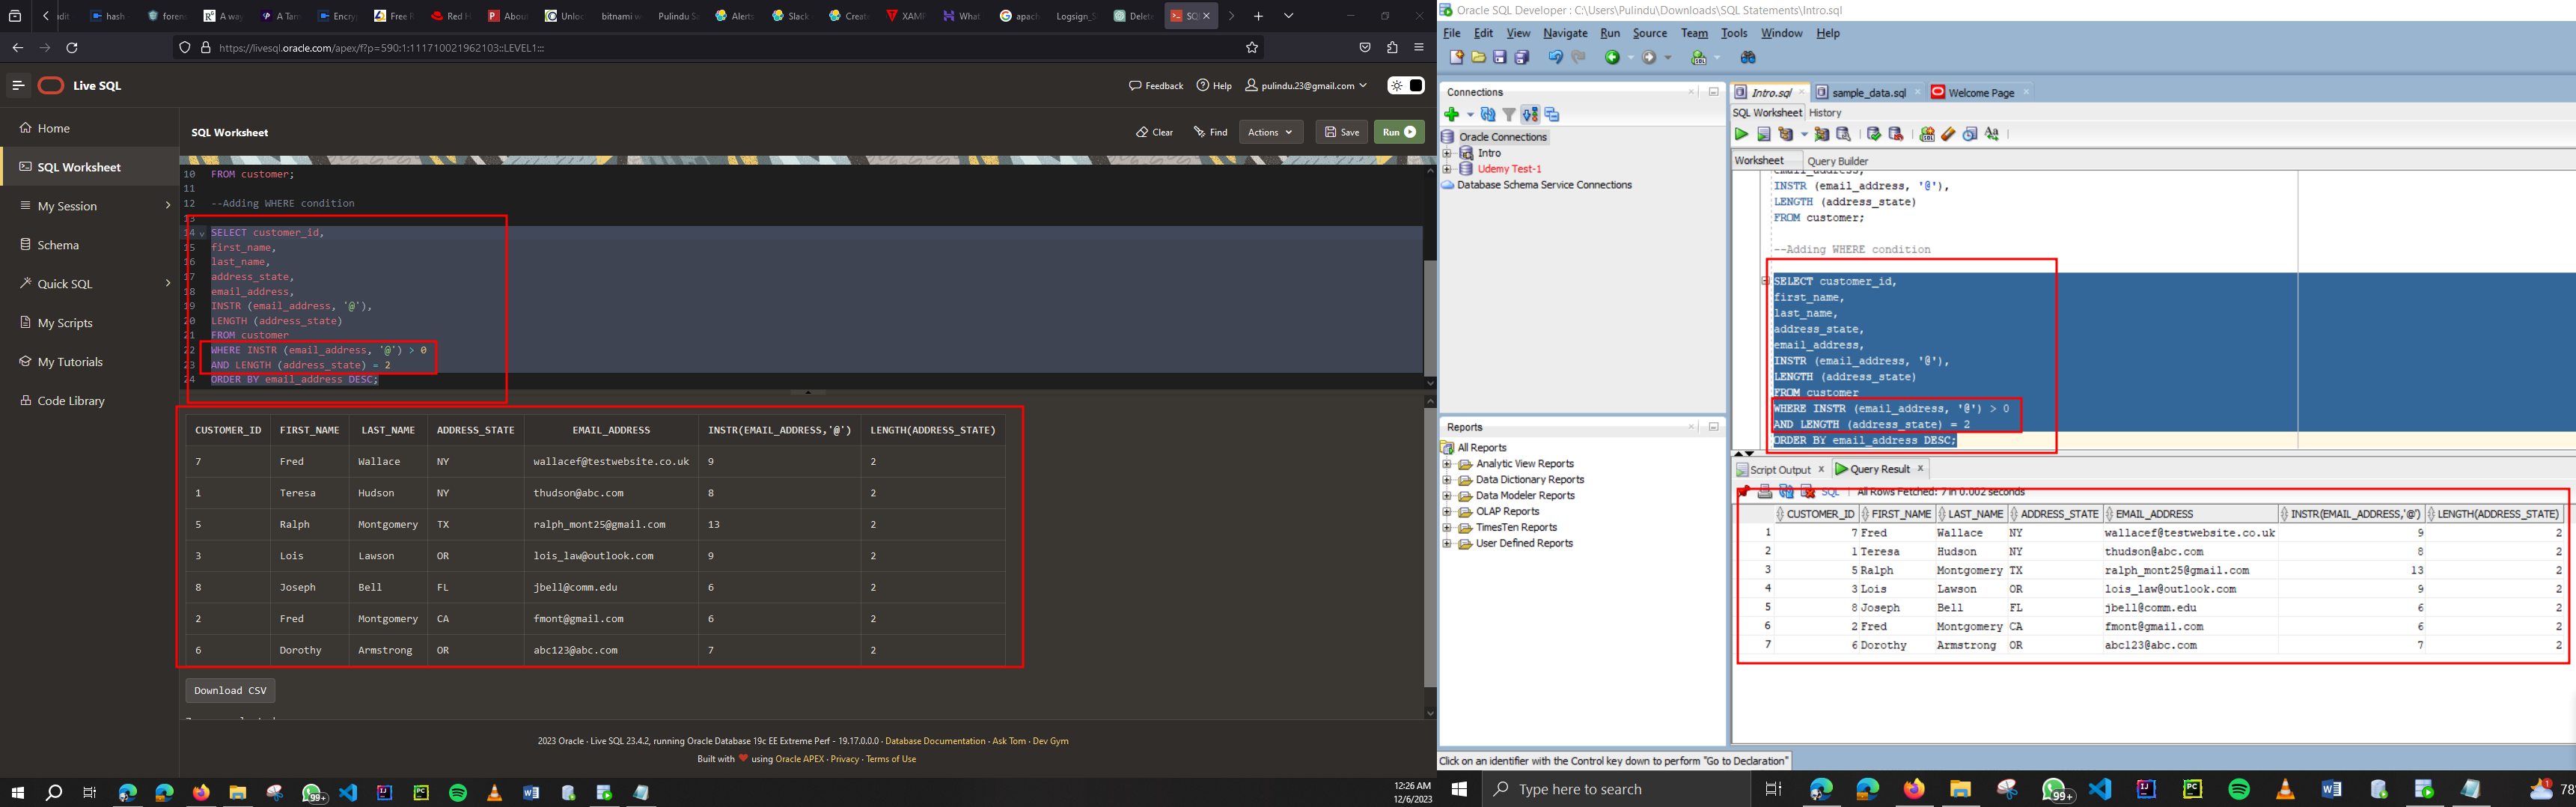 edit
hash
foren
A way
A Tam
Encry
Free R
Red H
About
Unloc
bitnami w
Pulindu Sa
Alerts
Slack
Create
XAMP
What
apach
Logsign_S
Delete
SQ
https://livesql.oracle.com/apex/f?p=590:1:111710021962103::LEVEL1:::
Live SQL
Feedback
Help
pulindu.23@gmail.com
Home
SQL Worksheet
My Session
Schema
Quick SQL
My Scripts
My Tutorials
Code Library
SQL Worksheet
Clear
Find
Actions
Save
Run
10 FROM customer;
11
12 --Adding WHERE condition
13
14 SELECT customer_id,
15 first_name,
16 last_name,
17 address_state,
18 email_address,
19 INSTR (email_address, '@'),
20 LENGTH (address_state)
21 FROM customer
22 WHERE INSTR (email_address, '@') > 0
23 AND LENGTH (address_state) = 2
24 ORDER BY email_address DESC;
CUSTOMER_ID FIRST_NAME LAST_NAME ADDRESS_STATE EMAIL_ADDRESS INSTR(EMAIL_ADDRESS,'@') LENGTH(ADDRESS_STATE)
7 Fred Wallace NY wallacef@testwebsite.co.uk 9 2
1 Teresa Hudson NY thudson@abc.com 8 2
5 Ralph Montgomery TX ralph_mont25@gmail.com 13 2
3 Lois Lawson OR lois_law@outlook.com 9 2
8 Joseph Bell FL jbell@comm.edu 6 2
2 Fred Montgomery CA fmont@gmail.com 6 2
6 Dorothy Armstrong OR abc123@abc.com 7 2
Download CSV
2023 Oracle · Live SQL 23.4.2, running Oracle Database 19c EE Extreme Perf - 19.17.0.0.0 · Database Documentation · Ask Tom · Dev Gym
Built with ❤ using Oracle APEX · Privacy · Terms of Use
99+
12:26 AM
12/6/2023
Oracle SQL Developer : C:\Users\Pulindu\Downloads\SQL Statements\Intro.sql
File Edit View Navigate Run Source Team Tools Window Help
Connections
Oracle Connections
Intro
Udemy Test-1
Database Schema Service Connections
Reports
All Reports
Analytic View Reports
Data Dictionary Reports
Data Modeler Reports
OLAP Reports
TimesTen Reports
User Defined Reports
Intro.sql
sample_data.sql
Welcome Page
SQL Worksheet History
Worksheet Query Builder
email_address,
INSTR (email_address, '@'),
LENGTH (address_state)
FROM customer;
--Adding WHERE condition
SELECT customer_id,
first_name,
last_name,
address_state,
email_address,
INSTR (email_address, '@'),
LENGTH (address_state)
FROM customer
WHERE INSTR (email_address, '@') > 0
AND LENGTH (address_state) = 2
ORDER BY email_address DESC;
Script Output x Query Result x
SQL | All Rows Fetched: 7 in 0.002 seconds
CUSTOMER_ID FIRST_NAME LAST_NAME ADDRESS_STATE EMAIL_ADDRESS INSTR(EMAIL_ADDRESS,'@') LENGTH(ADDRESS_STATE)
1 7 Fred Wallace NY wallacef@testwebsite.co.uk 9 2
2 1 Teresa Hudson NY thudson@abc.com 8 2
3 5 Ralph Montgomery TX ralph_mont25@gmail.com 13 2
4 3 Lois Lawson OR lois_law@outlook.com 9 2
5 8 Joseph Bell FL jbell@comm.edu 6 2
6 2 Fred Montgomery CA fmont@gmail.com 6 2
7 6 Dorothy Armstrong OR abc123@abc.com 7 2
Click on an identifier with the Control key down to perform "Go to Declaration"
Type here to search
99+